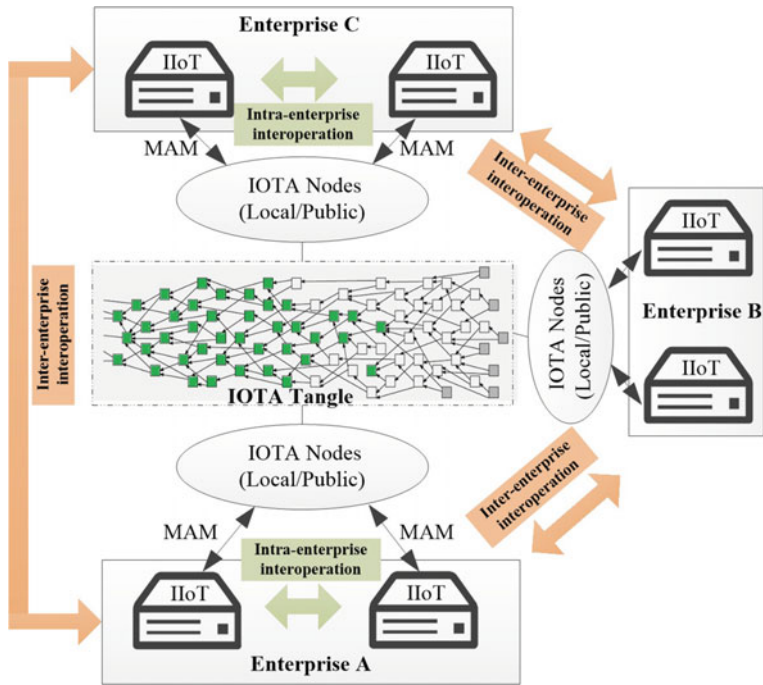 Enterprise C
IIoT
IIoT
Intra-enterprise
interoperation
MAM
MAM
IOTA Nodes
(Local/Public)
Inter-enterprise
interoperation
IIoT
Enterprise B
IIoT
IOTA Nodes
(Local/Public)
Inter-enterprise
interoperation
IOTA Tangle
IOTA Nodes
(Local/Public)
Inter-enterprise
interoperation
MAM
MAM
Intra-enterprise
interoperation
IIoT
IIoT
Enterprise A